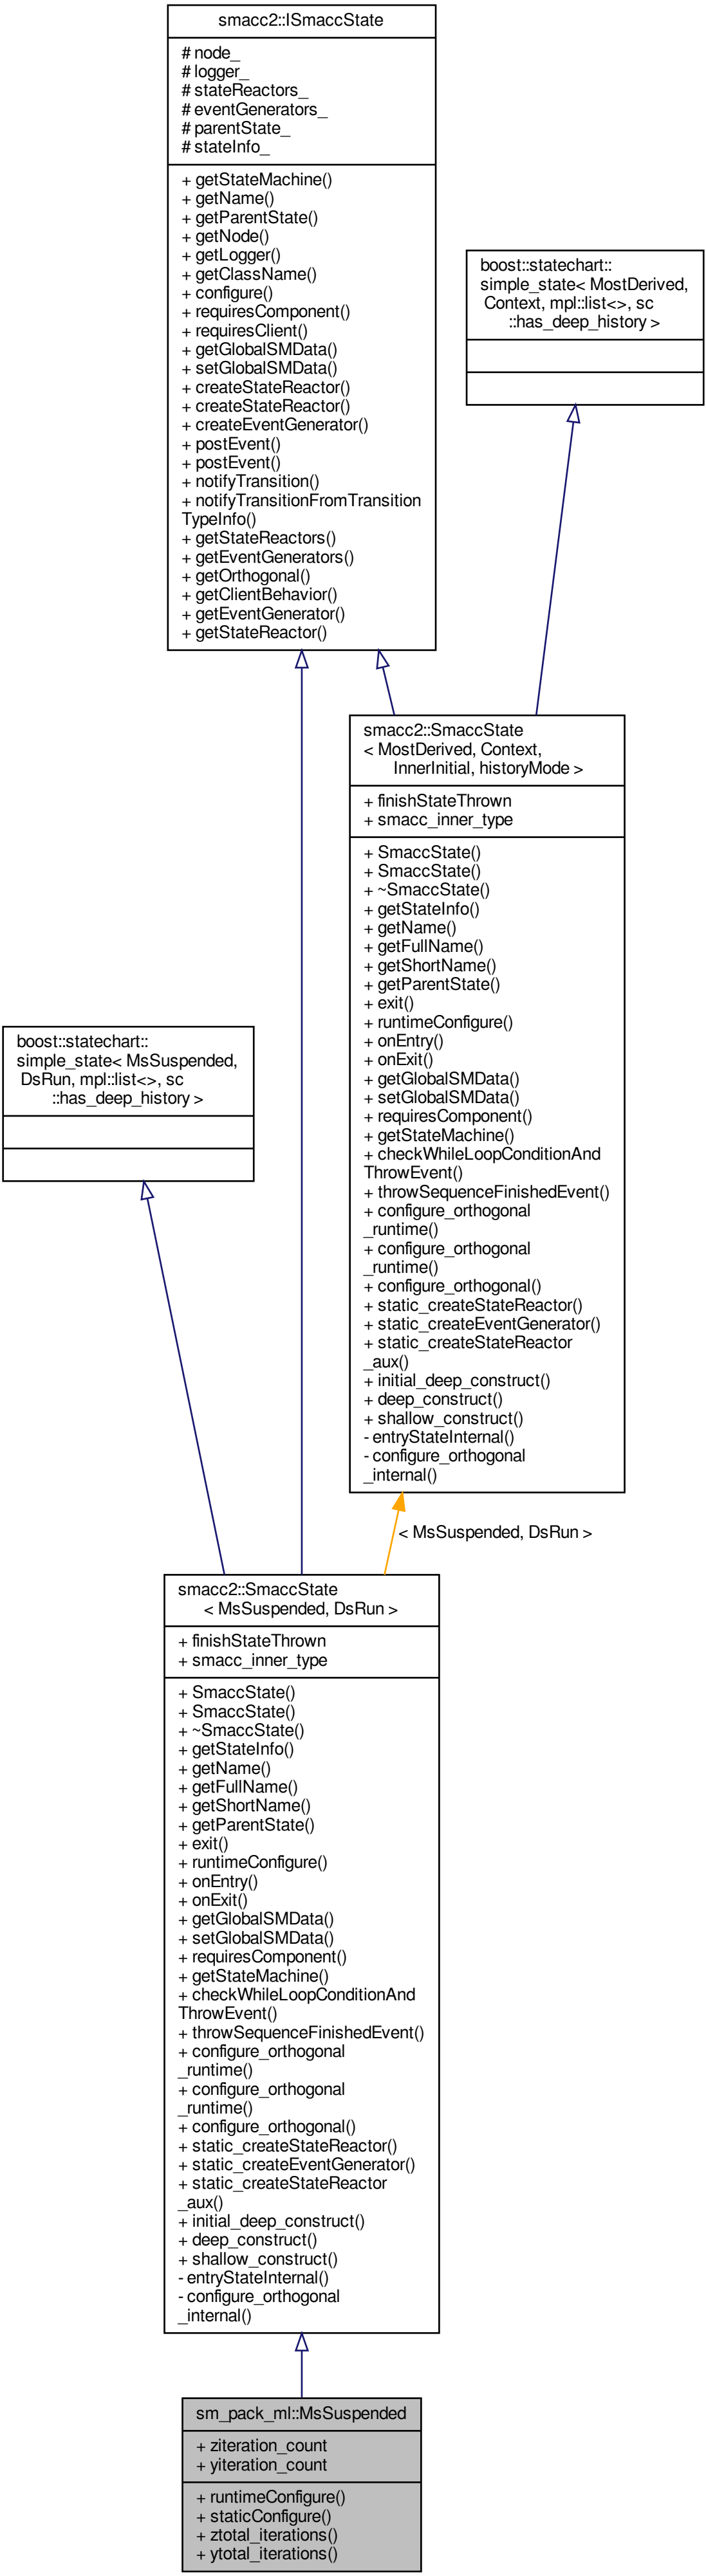 smacc2::ISmaccState
# node_
# logger_
# stateReactors_
# eventGenerators_
# parentState_
# stateInfo_
+ getStateMachine()
+ getName()
+ getParentState()
+ getNode()
+ getLogger()
+ getClassName()
+ configure()
+ requiresComponent()
+ requiresClient()
+ getGlobalSMData()
+ setGlobalSMData()
+ createStateReactor()
+ createStateReactor()
+ createEventGenerator()
+ postEvent()
+ postEvent()
+ notifyTransition()
+ notifyTransitionFromTransition
TypeInfo()
+ getStateReactors()
+ getEventGenerators()
+ getOrthogonal()
+ getClientBehavior()
+ getEventGenerator()
+ getStateReactor()
boost::statechart::
simple_state< MostDerived,
Context, mpl::list<>, sc
::has_deep_history >
smacc2::SmaccState
< MostDerived, Context,
InnerInitial, historyMode >
+ finishStateThrown
+ smacc_inner_type
+ SmaccState()
+ SmaccState()
+ ~SmaccState()
+ getStateInfo()
+ getName()
+ getFullName()
+ getShortName()
+ getParentState()
+ exit()
+ runtimeConfigure()
+ onEntry()
+ onExit()
+ getGlobalSMData()
+ setGlobalSMData()
+ requiresComponent()
+ getStateMachine()
+ checkWhileLoopConditionAnd
ThrowEvent()
+ throwSequenceFinishedEvent()
+ configure_orthogonal
_runtime()
+ configure_orthogonal
_runtime()
+ configure_orthogonal()
+ static_createStateReactor()
+ static_createEventGenerator()
+ static_createStateReactor
_aux()
+ initial_deep_construct()
+ deep_construct()
+ shallow_construct()
- entryStateInternal()
- configure_orthogonal
_internal()
boost::statechart::
simple_state< MsSuspended,
DsRun, mpl::list<>, sc
::has_deep_history >
< MsSuspended, DsRun >
smacc2::SmaccState
< MsSuspended, DsRun >
+ finishStateThrown
+ smacc_inner_type
+ SmaccState()
+ SmaccState()
+ ~SmaccState()
+ getStateInfo()
+ getName()
+ getFullName()
+ getShortName()
+ getParentState()
+ exit()
+ runtimeConfigure()
+ onEntry()
+ onExit()
+ getGlobalSMData()
+ setGlobalSMData()
+ requiresComponent()
+ getStateMachine()
+ checkWhileLoopConditionAnd
ThrowEvent()
+ throwSequenceFinishedEvent()
+ configure_orthogonal
_runtime()
+ configure_orthogonal
_runtime()
+ configure_orthogonal()
+ static_createStateReactor()
+ static_createEventGenerator()
+ static_createStateReactor
_aux()
+ initial_deep_construct()
+ deep_construct()
+ shallow_construct()
- entryStateInternal()
- configure_orthogonal
_internal()
sm_pack_ml::MsSuspended
+ ziteration_count
+ yiteration_count
+ runtimeConfigure()
+ staticConfigure()
+ ztotal_iterations()
+ ytotal_iterations()